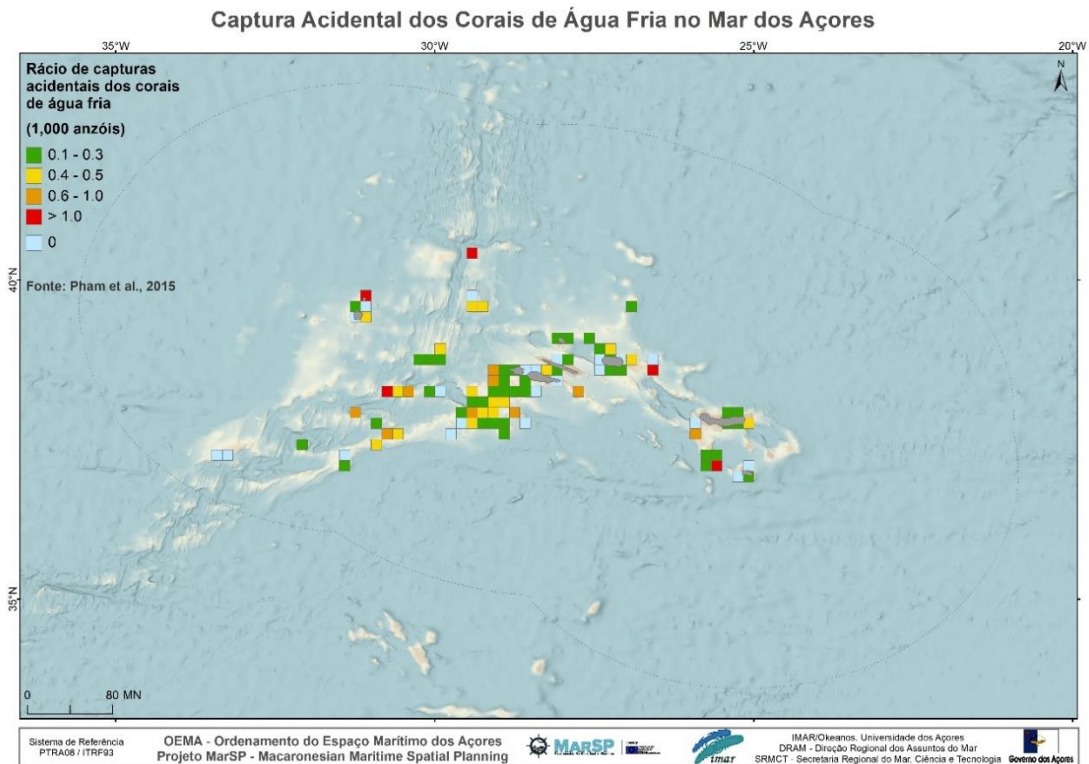 Captura Acidental dos Corais de Água Fria no Mar dos Açores
35°W
30°W
25°W
20°W
Rácio de capturas
acidentais dos corais
de água fria
(1,000 anzóis)
0.1 - 0.3
0.4 - 0.5
0.6 - 1.0
> 1.0
0
N
40°N
40°N
Fonte: Pham et al., 2015
35°N
35°N
0
80 MN
Sistema de Referência
PTRA08 / ITRF93
OEMA - Ordenamento do Espaço Marítimo dos Açores
Projeto MarSP - Macaronesian Maritime Spatial Planning
MarSP
imar
IMAR/Okeanos, Universidade dos Açores
DRAM - Direção Regional dos Assuntos do Mar
SRMCT - Secretaria Regional do Mar, Ciência e Tecnologia
Governo dos Açores